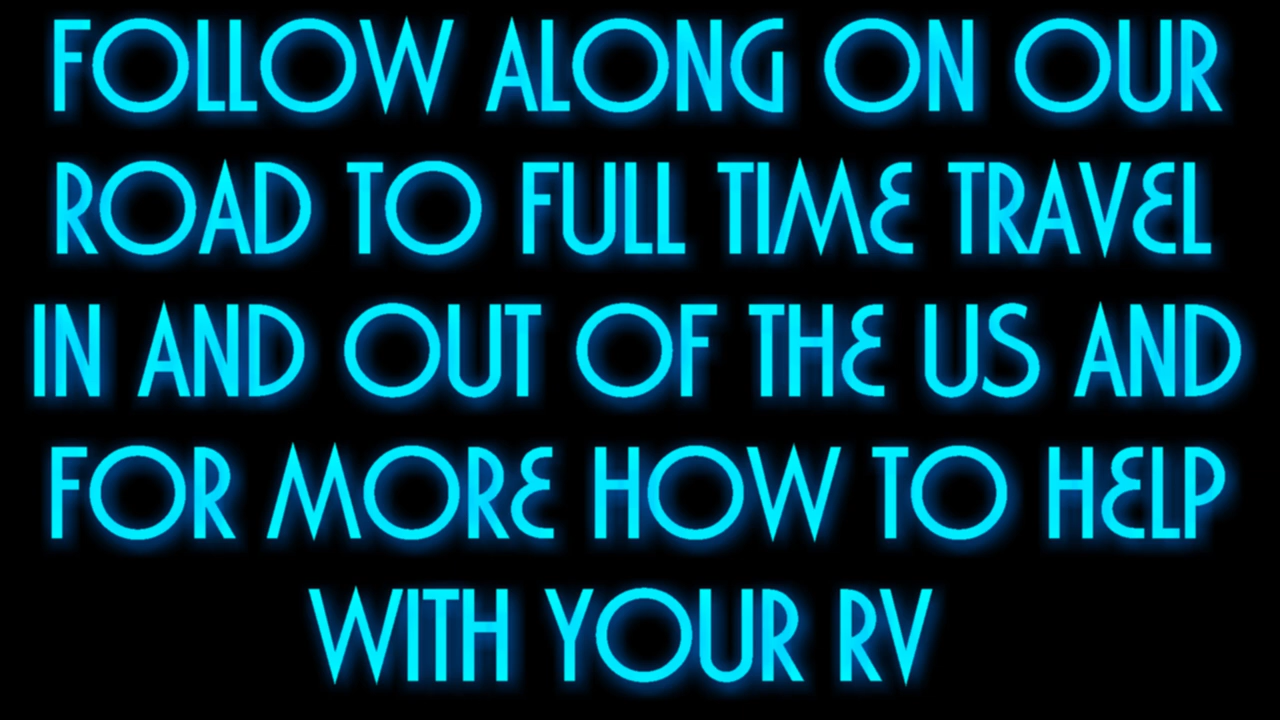 FOLLOW ALONG ON OUR
ROAD TO FULL TIME TRAVEL
IN AND OUT OF THE US AND
FOR MORE HOW TO HELP
WITH YOUR RV